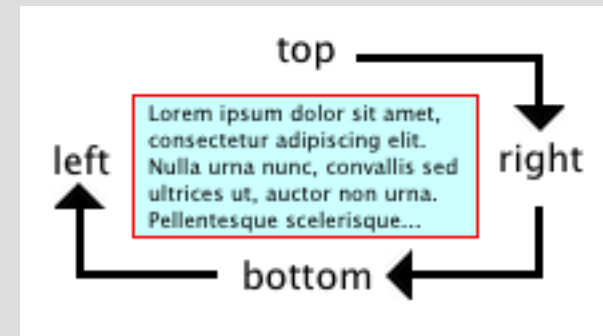 top
Lorem ipsum dolor sit amet,
consectetur adipiscing elit.
Nulla urna nunc, convallis sed
ultrices ut, auctor non urna.
Pellentesque scelerisque...
left
right
bottom